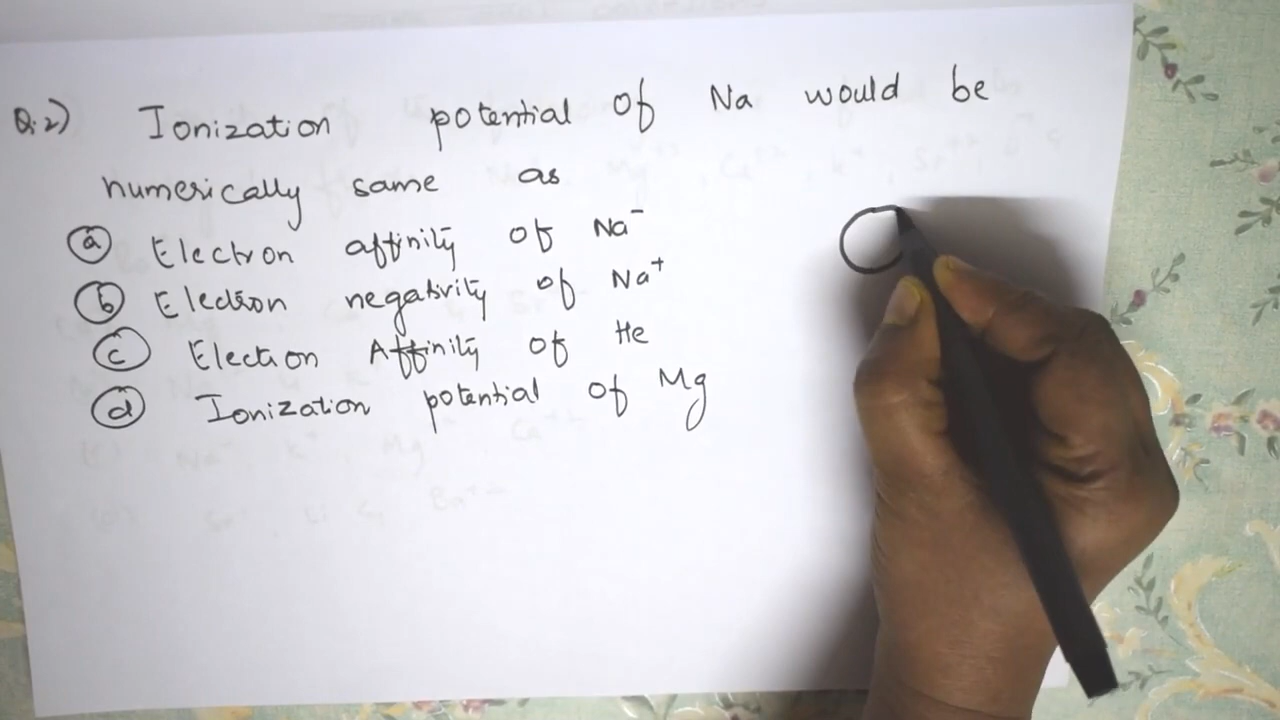 Q.2) Ionization potential of Na would be
numerically same as
(a) Electron affinity of Na⁻
(b) Electron negativity of Na⁺
(c) Election Affinity of He
(d) Ionization potential of Mg